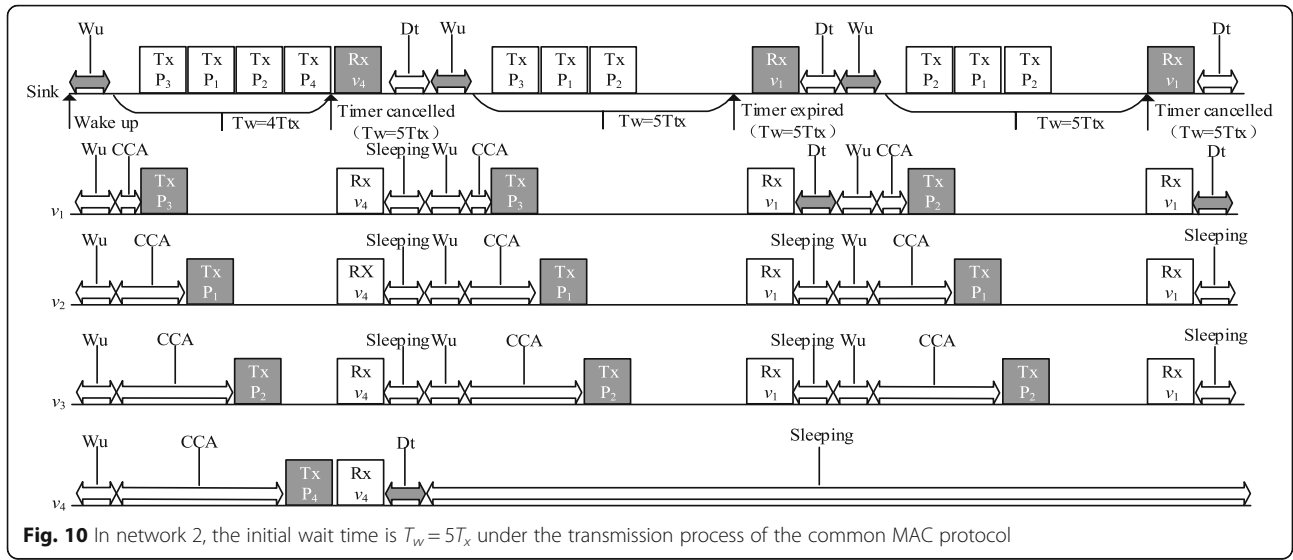 Wu Dt Wu Dt Wu Dt
Tx P3 Tx P1 Tx P2 Tx P4 Rx v4 Tx P3 Tx P1 Tx P2 Rx v1 Tx P2 Tx P1 Tx P2 Rx v1
Sink
Wake up Tw=4Ttx Timer cancelled Tw=5Ttx Timer expired Tw=5Ttx Timer cancelled
(Tw=5Ttx) (Tw=5Ttx) (Tw=5Ttx)
Wu CCA Sleeping Wu CCA Dt Wu CCA Dt
Tx P3 Rx v4 Tx P3 Rx v1 Tx P2 Rx v1
v1
Wu CCA Sleeping Wu CCA Sleeping Wu CCA Sleeping
Tx P1 RX v4 Tx P1 Rx v1 Tx P1 Rx v1
v2
Wu CCA Sleeping Wu CCA Sleeping Wu CCA Sleeping
Tx P2 Rx v4 Tx P2 Rx v1 Tx P2 Rx v1
v3
Wu CCA Dt Sleeping
Tx P4 Rx v4
v4
Fig. 10 In network 2, the initial wait time is Tw = 5Tx under the transmission process of the common MAC protocol